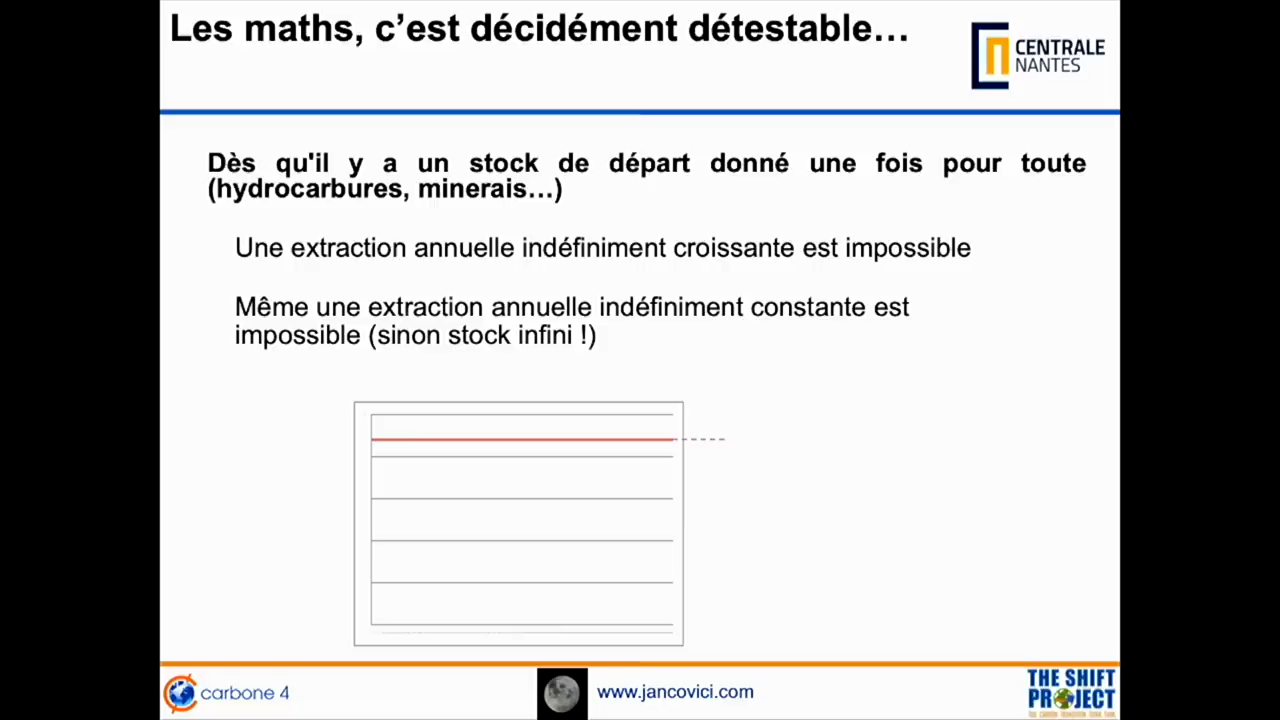 Les maths, c’est décidément détestable…
CENTRALE
NANTES
Dès qu'il y a un stock de départ donné une fois pour toute
(hydrocarbures, minerais…)
Une extraction annuelle indéfiniment croissante est impossible
Même une extraction annuelle indéfiniment constante est
impossible (sinon stock infini !)
carbone 4
www.jancovici.com
THE SHIFT
PROJECT